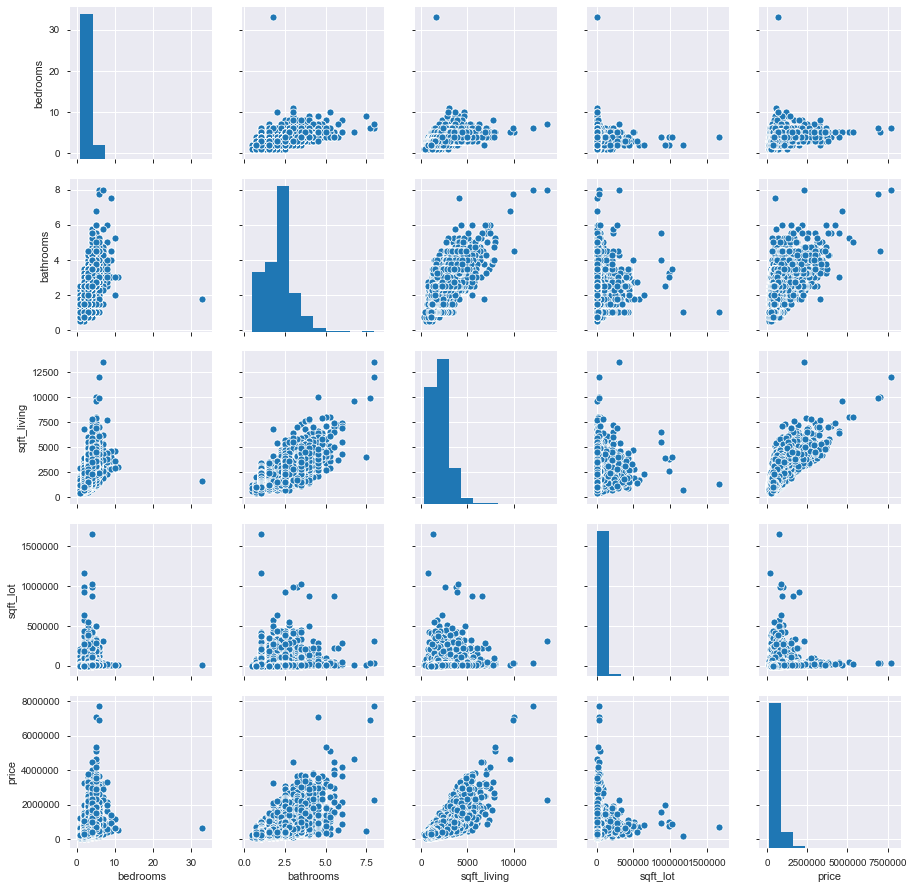 30
20
10
0
bedrooms
8
6
4
2
0
bathrooms
12500
10000
7500
5000
2500
0
sqft_living
1500000
1000000
500000
0
sqft_lot
8000000
6000000
4000000
2000000
0
price
0 10 20 30
bedrooms
0.0 2.5 5.0 7.5
bathrooms
0 5000 10000
sqft_living
0 500000 1000000 1500000
sqft_lot
0 2500000 5000000 7500000
price